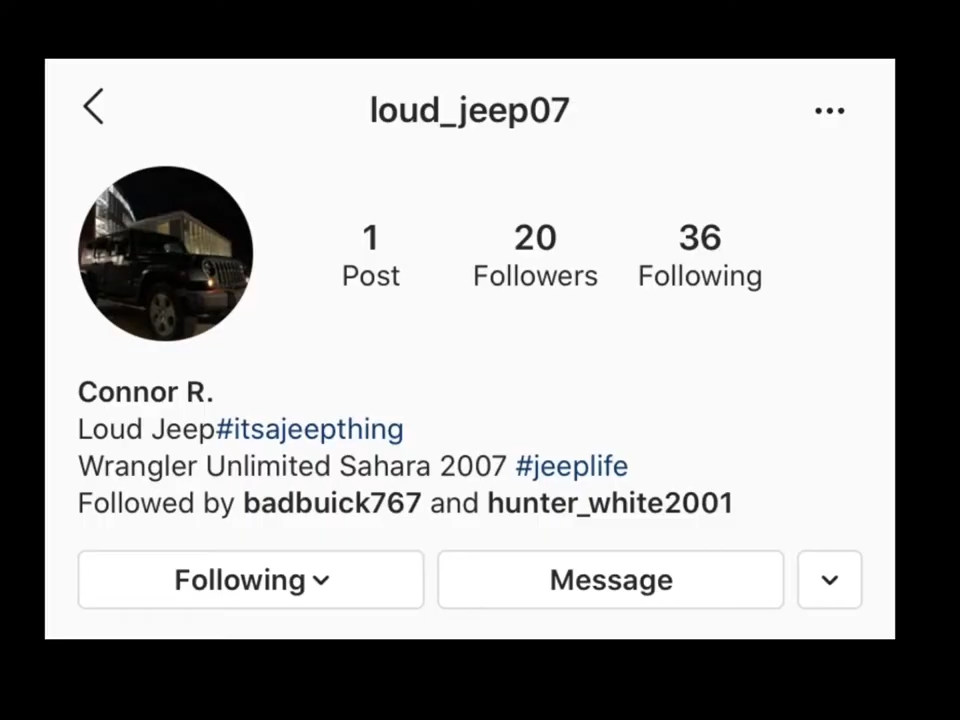 loud_jeep07
1 20 36
Post Followers Following
Connor R.
Loud Jeep#itsajeepthing
Wrangler Unlimited Sahara 2007 #jeeplife
Followed by badbuick767 and hunter_white2001
Following Message